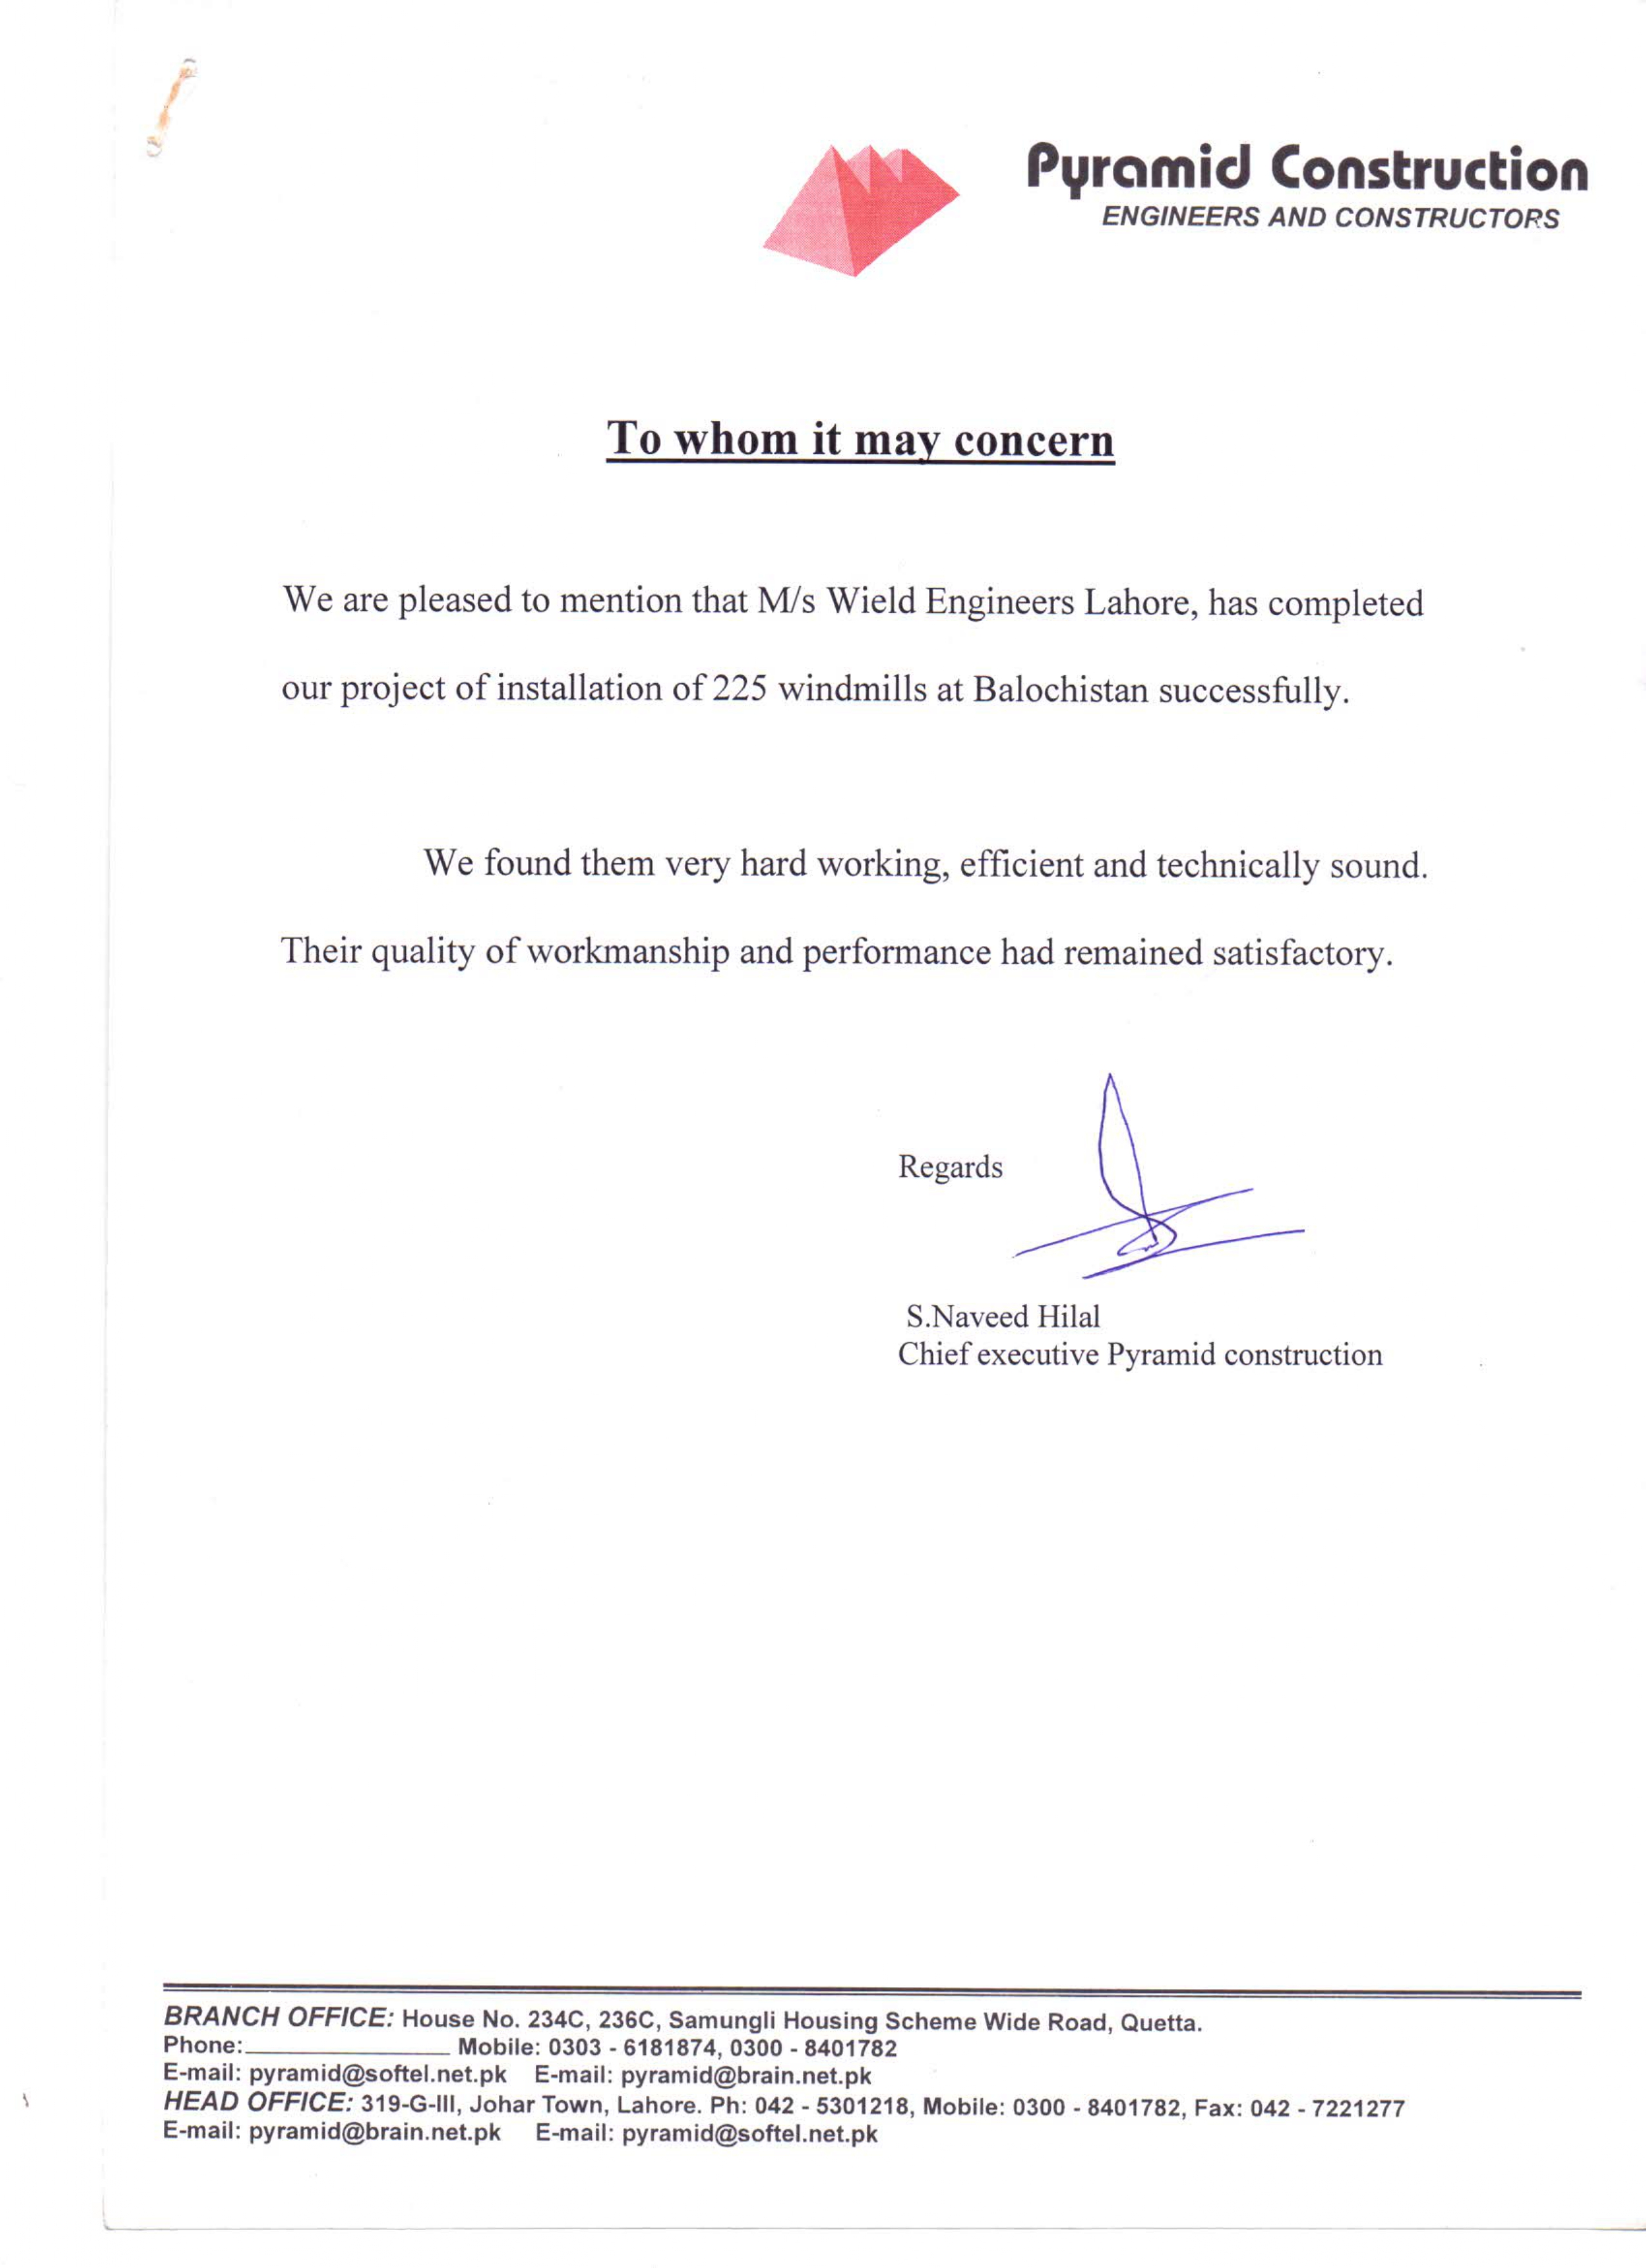 Pyramid Construction
ENGINEERS AND CONSTRUCTORS
To whom it may concern
We are pleased to mention that M/s Wield Engineers Lahore, has completed
our project of installation of 225 windmills at Balochistan successfully.
We found them very hard working, efficient and technically sound.
Their quality of workmanship and performance had remained satisfactory.
Regards
S.Naveed Hilal
Chief executive Pyramid construction
BRANCH OFFICE: House No. 234C, 236C, Samungli Housing Scheme Wide Road, Quetta.
Phone:_______________ Mobile: 0303 - 6181874, 0300 - 8401782
E-mail: pyramid@softel.net.pk E-mail: pyramid@brain.net.pk
HEAD OFFICE: 319-G-III, Johar Town, Lahore. Ph: 042 - 5301218, Mobile: 0300 - 8401782, Fax: 042 - 7221277
E-mail: pyramid@brain.net.pk E-mail: pyramid@softel.net.pk